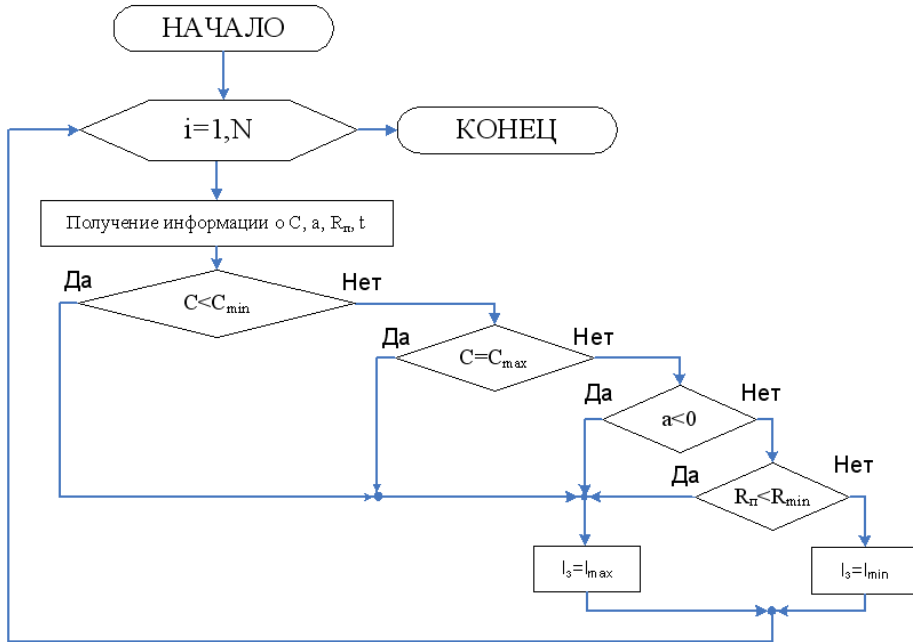 НАЧАЛО
i=1,N
КОНЕЦ
Получение информации о C, a, Rп, t
Да
Нет
C<Cmin
Да
Нет
C=Cmax
Да
Нет
a<0
Да
Нет
Rп<Rmin
Iз=Imax
Iз=Imin